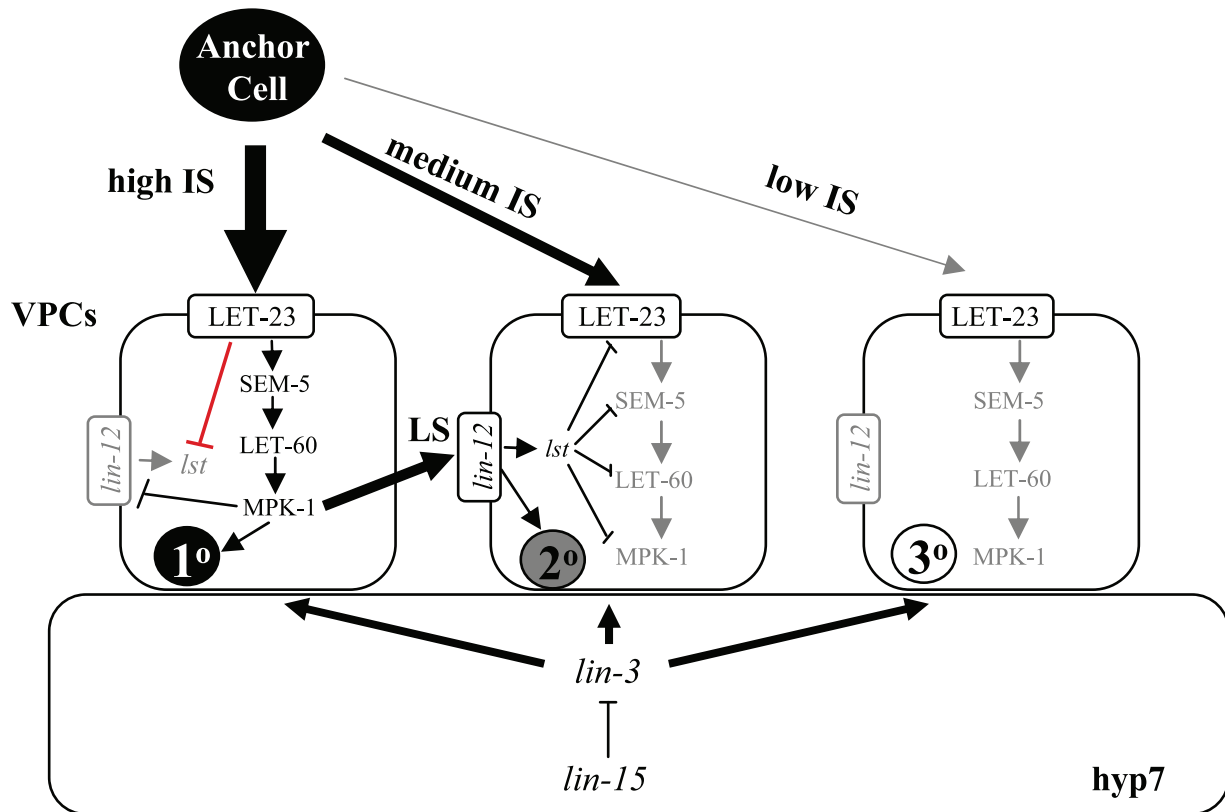 Anchor
Cell
high IS
medium IS
low IS
VPCs
LET-23
SEM-5
LET-60
MPK-1
lin-12
lst
1º
LS
LET-23
SEM-5
LET-60
MPK-1
lin-12
lst
2º
LET-23
SEM-5
LET-60
MPK-1
lin-12
3º
lin-3
lin-15
hyp7